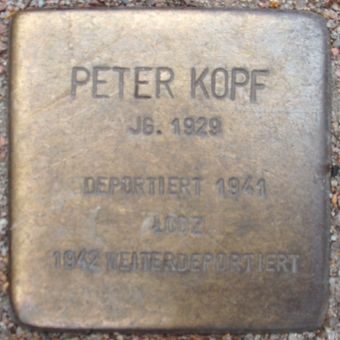 PETER KOPF
JG. 1929
DEPORTIERT 1941
LODZ
1942 WEITERDEPORTIERT